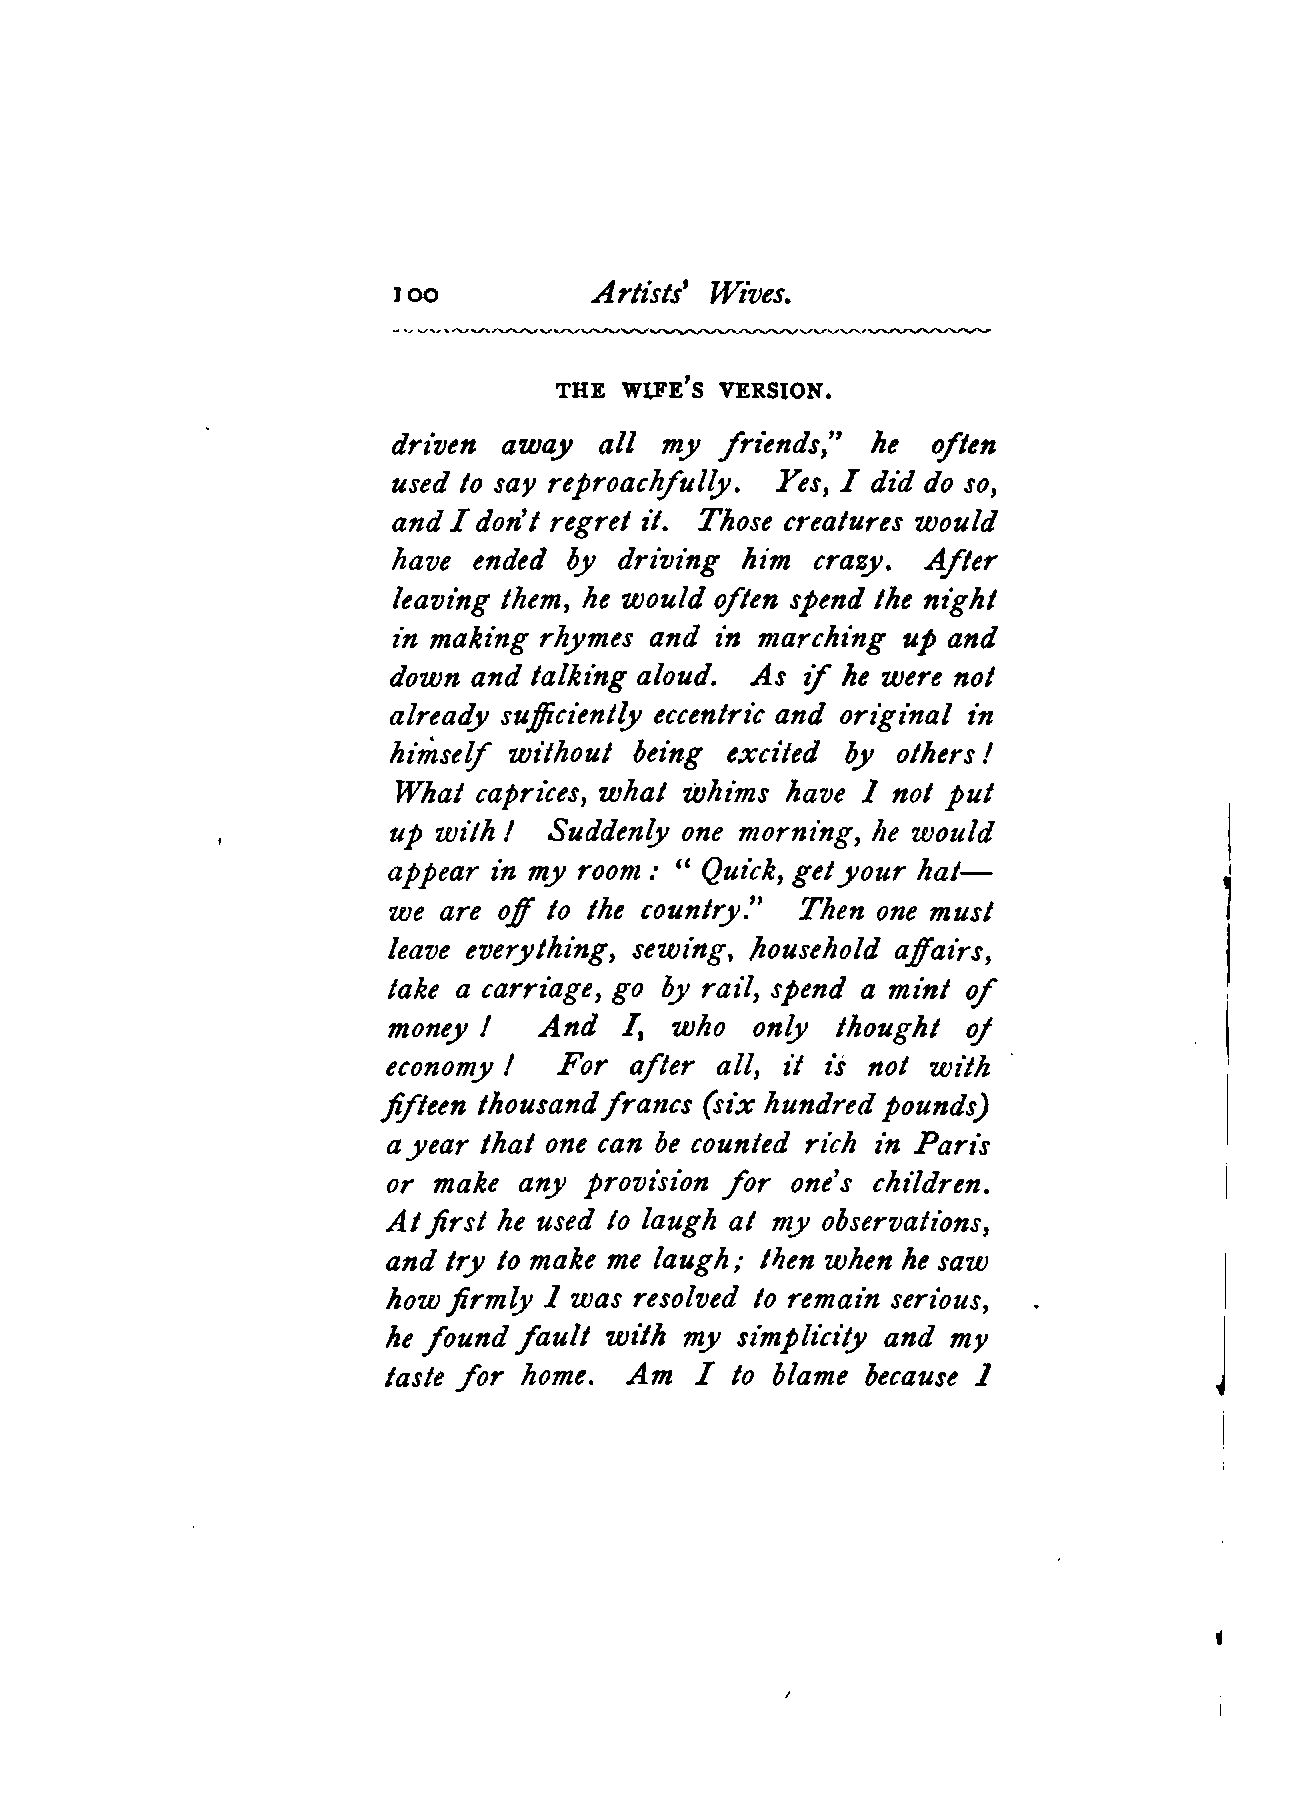 100 Artists' Wives.
THE WIFE'S VERSION.
driven away all my friends," he often
used to say reproachfully. Yes, I did do so,
and I don't regret it. Those creatures would
have ended by driving him crazy. After
leaving them, he would often spend the night
in making rhymes and in marching up and
down and talking aloud. As if he were not
already sufficiently eccentric and original in
himself without being excited by others!
What caprices, what whims have I not put
up with! Suddenly one morning, he would
appear in my room: "Quick, get your hat—
we are off to the country." Then one must
leave everything, sewing, household affairs,
take a carriage, go by rail, spend a mint of
money! And I, who only thought of
economy! For after all, it is not with
fifteen thousand francs (six hundred pounds)
a year that one can be counted rich in Paris
or make any provision for one's children.
At first he used to laugh at my observations,
and try to make me laugh; then when he saw
how firmly I was resolved to remain serious,
he found fault with my simplicity and my
taste for home. Am I to blame because I